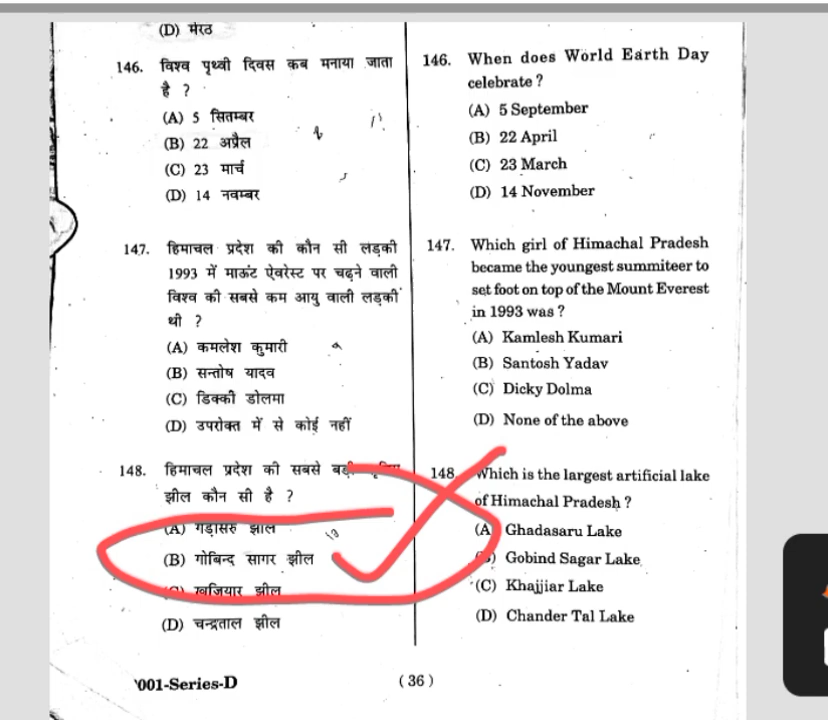 (D) मेरठ
146. विश्व पृथ्वी दिवस कब मनाया जाता
है ?
(A) 5 सितम्बर
(B) 22 अप्रैल
(C) 23 मार्च
(D) 14 नवम्बर
147. हिमाचल प्रदेश की कौन सी लड़की
1993 में माऊंट ऐवरेस्ट पर चढ़ने वाली
विश्व की सबसे कम आयु वाली लड़की
थी ?
(A) कमलेश कुमारी
(B) सन्तोष यादव
(C) डिक्की डोलमा
(D) उपरोक्त में से कोई नहीं
148. हिमाचल प्रदेश की सबसे बड़ी
झील कौन सी है ?
(A) गड़ासरु झील
(B) गोबिन्द सागर झील
(C) खजियार झील
(D) चन्द्रताल झील
146. When does World Earth Day
celebrate ?
(A) 5 September
(B) 22 April
(C) 23 March
(D) 14 November
147. Which girl of Himachal Pradesh
became the youngest summiteer to
set foot on top of the Mount Everest
in 1993 was ?
(A) Kamlesh Kumari
(B) Santosh Yadav
(C) Dicky Dolma
(D) None of the above
148. Which is the largest artificial lake
of Himachal Pradesh ?
(A) Ghadasaru Lake
(B) Gobind Sagar Lake
(C) Khajjiar Lake
(D) Chander Tal Lake
001-Series-D
( 36 )